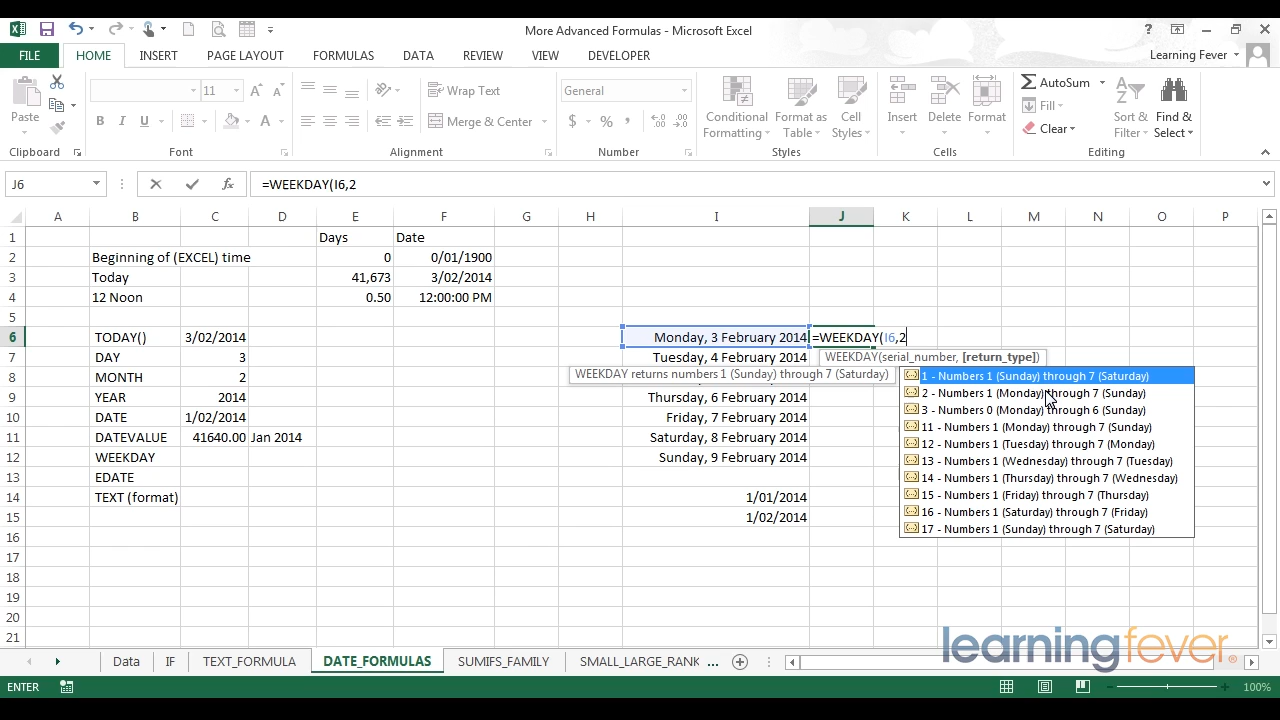 More Advanced Formulas - Microsoft Excel
FILE HOME INSERT PAGE LAYOUT FORMULAS DATA REVIEW VIEW DEVELOPER Learning Fever
Paste
11
Wrap Text
General
Conditional Formatting
Format as Table
Cell Styles
Insert Delete Format
AutoSum
Fill
Clear
Sort & Filter
Find & Select
B I U A
Merge & Center
$ % ,
Clipboard Font Alignment Number Styles Cells Editing
J6 =WEEKDAY(I6,2
A B C D E F G H I J K L M N O P
1 Days Date
2 Beginning of (EXCEL) time 0 0/01/1900
3 Today 41,673 3/02/2014
4 12 Noon 0.50 12:00:00 PM
5
6 TODAY() 3/02/2014 Monday, 3 February 2014 =WEEKDAY(I6,2
7 DAY 3 Tuesday, 4 February 2014
WEEKDAY(serial_number, [return_type])
WEEKDAY returns numbers 1 (Sunday) through 7 (Saturday)
1 - Numbers 1 (Sunday) through 7 (Saturday)
2 - Numbers 1 (Monday) through 7 (Sunday)
3 - Numbers 0 (Monday) through 6 (Sunday)
11 - Numbers 1 (Monday) through 7 (Sunday)
12 - Numbers 1 (Tuesday) through 7 (Monday)
13 - Numbers 1 (Wednesday) through 7 (Tuesday)
14 - Numbers 1 (Thursday) through 7 (Wednesday)
15 - Numbers 1 (Friday) through 7 (Thursday)
16 - Numbers 1 (Saturday) through 7 (Friday)
17 - Numbers 1 (Sunday) through 7 (Saturday)
8 MONTH 2
9 YEAR 2014 Thursday, 6 February 2014
10 DATE 1/02/2014 Friday, 7 February 2014
11 DATEVALUE 41640.00 Jan 2014 Saturday, 8 February 2014
12 WEEKDAY Sunday, 9 February 2014
13 EDATE
14 TEXT (format) 1/01/2014
15 1/02/2014
16
17
18
19
20
21
learningfever
Data IF TEXT_FORMULA DATE_FORMULAS SUMIFS_FAMILY SMALL_LARGE_RANK ...
ENTER 100%